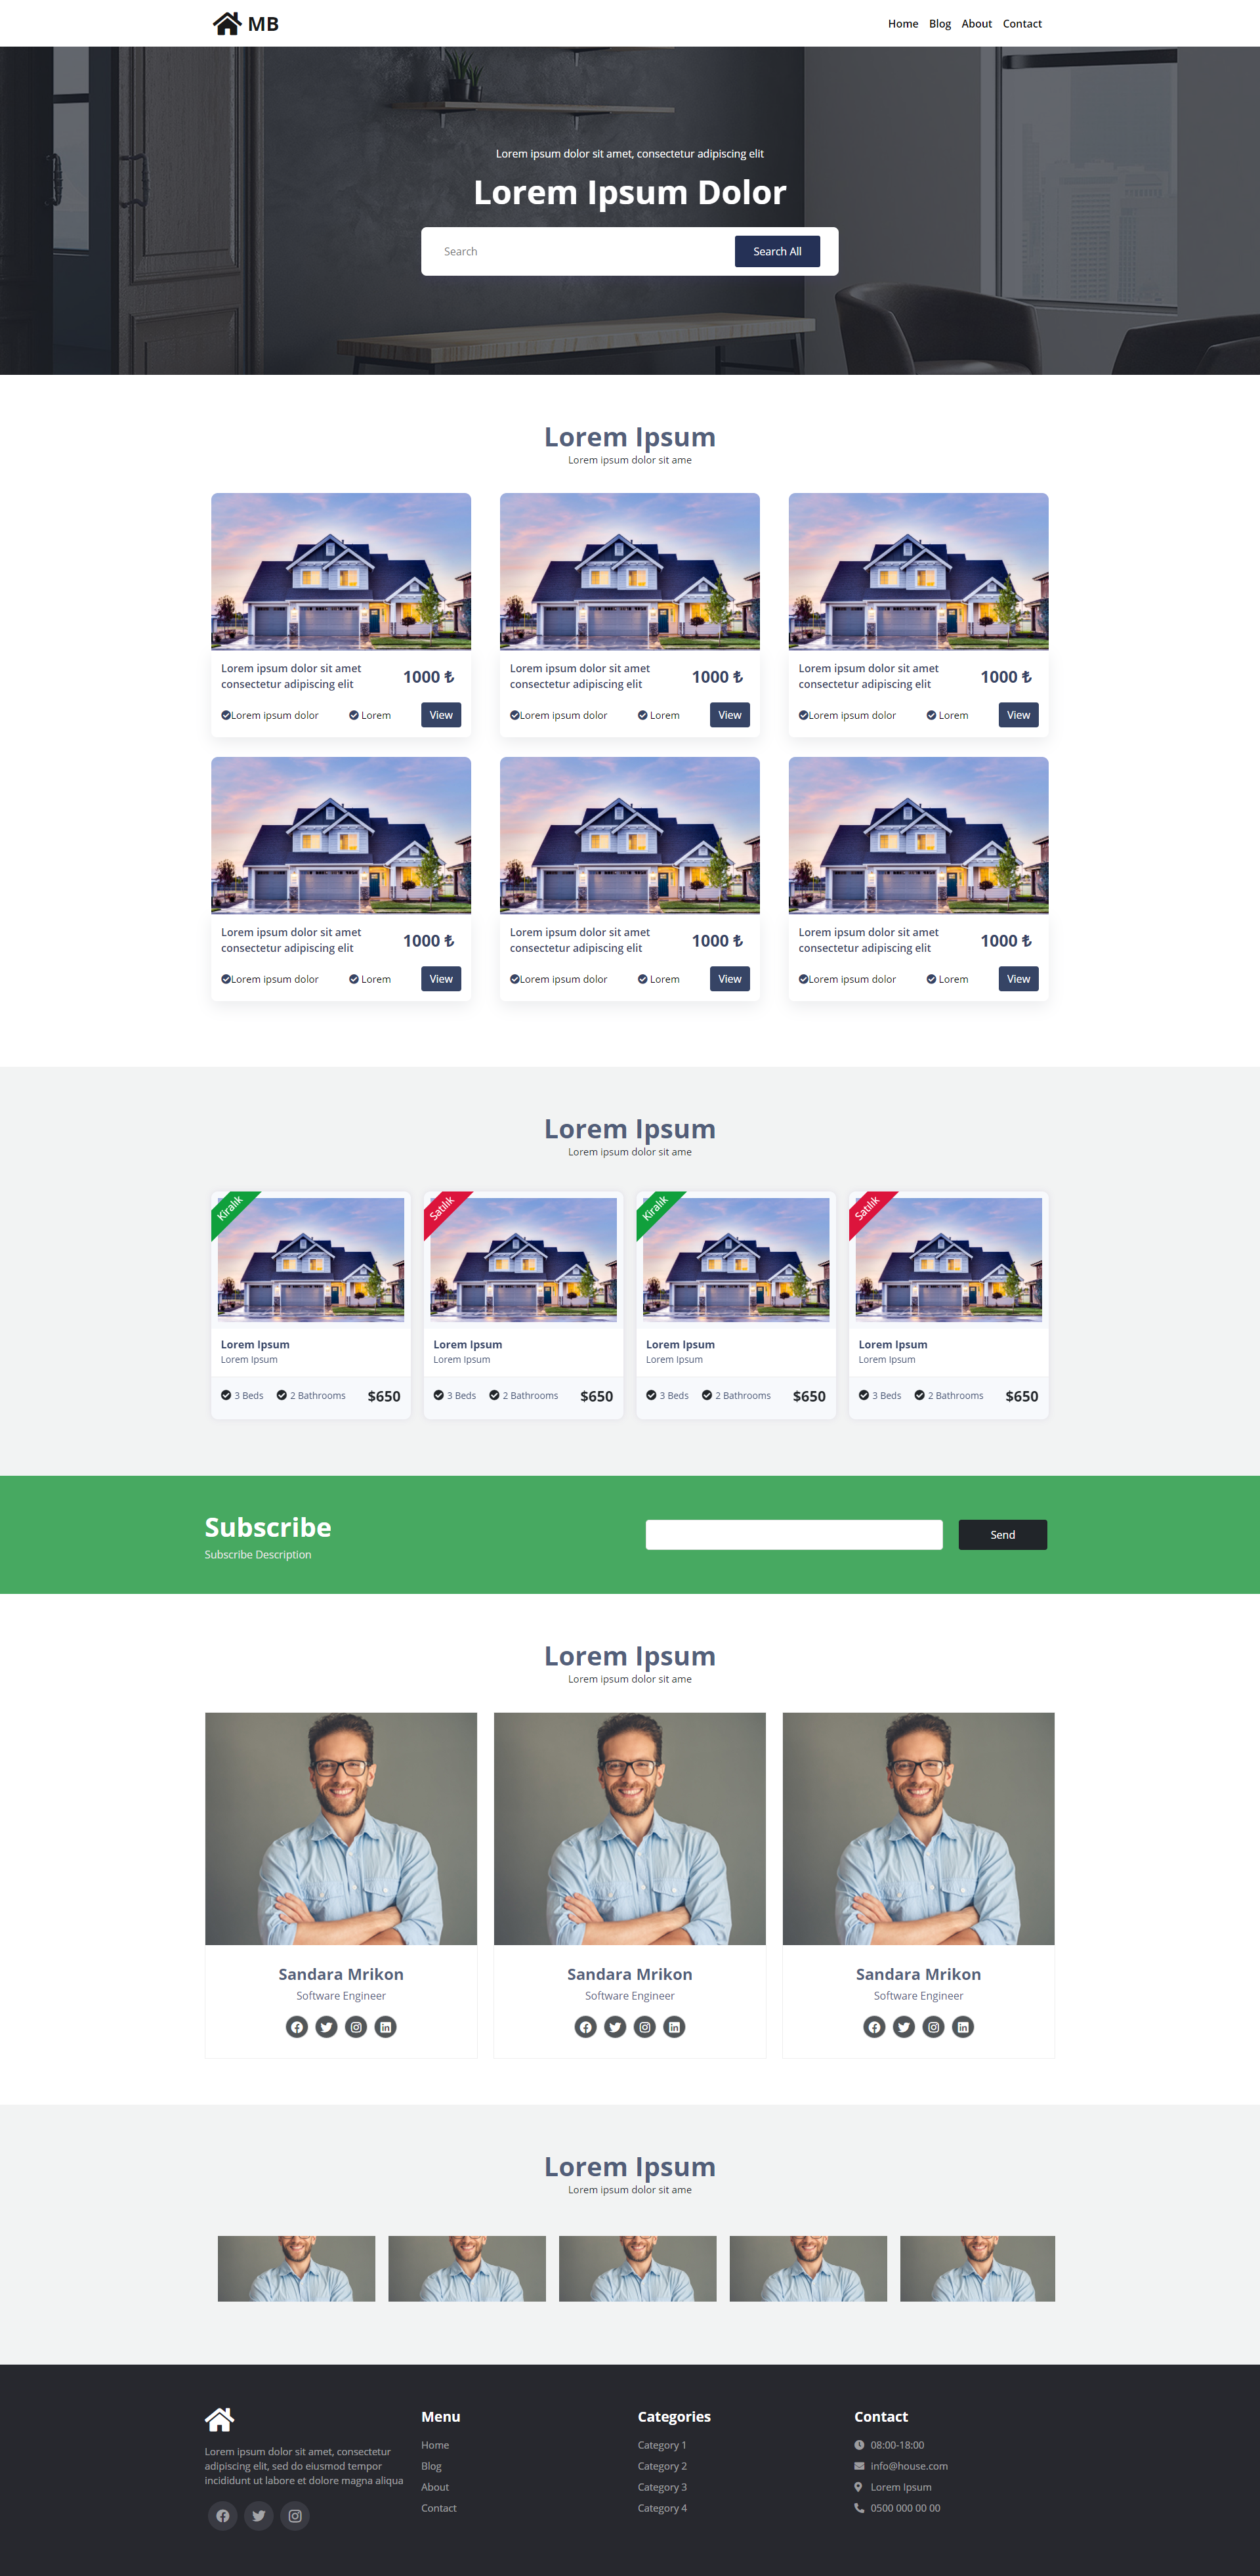 MB
Home Blog About Contact
Lorem ipsum dolor sit amet, consectetur adipiscing elit
Lorem Ipsum Dolor
Search Search All
Lorem Ipsum
Lorem ipsum dolor sit ame
Lorem ipsum dolor sit amet
consectetur adipiscing elit
1000 ₺
Lorem ipsum dolor Lorem View
Lorem ipsum dolor sit amet
consectetur adipiscing elit
1000 ₺
Lorem ipsum dolor Lorem View
Lorem ipsum dolor sit amet
consectetur adipiscing elit
1000 ₺
Lorem ipsum dolor Lorem View
Lorem ipsum dolor sit amet
consectetur adipiscing elit
1000 ₺
Lorem ipsum dolor Lorem View
Lorem ipsum dolor sit amet
consectetur adipiscing elit
1000 ₺
Lorem ipsum dolor Lorem View
Lorem ipsum dolor sit amet
consectetur adipiscing elit
1000 ₺
Lorem ipsum dolor Lorem View
Lorem Ipsum
Lorem ipsum dolor sit ame
Kiralık
Lorem Ipsum
Lorem Ipsum
3 Beds 2 Bathrooms $650
Satılık
Lorem Ipsum
Lorem Ipsum
3 Beds 2 Bathrooms $650
Kiralık
Lorem Ipsum
Lorem Ipsum
3 Beds 2 Bathrooms $650
Satılık
Lorem Ipsum
Lorem Ipsum
3 Beds 2 Bathrooms $650
Subscribe
Subscribe Description
Send
Lorem Ipsum
Lorem ipsum dolor sit ame
Sandara Mrikon
Software Engineer
Sandara Mrikon
Software Engineer
Sandara Mrikon
Software Engineer
Lorem Ipsum
Lorem ipsum dolor sit ame
Lorem ipsum dolor sit amet, consectetur
adipiscing elit, sed do eiusmod tempor
incididunt ut labore et dolore magna aliqua
Menu
Home
Blog
About
Contact
Categories
Category 1
Category 2
Category 3
Category 4
Contact
08:00-18:00
info@house.com
Lorem Ipsum
0500 000 00 00